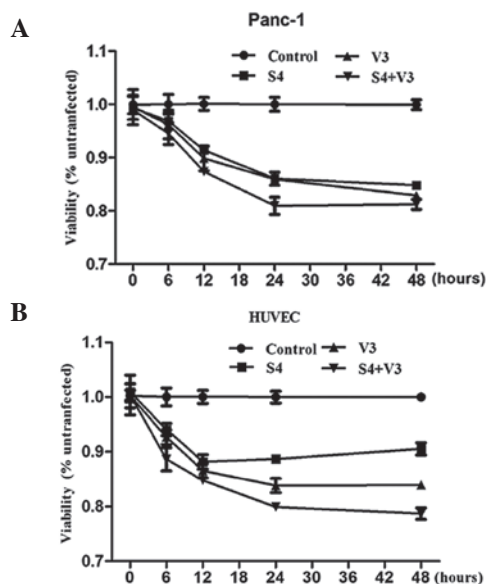 A
Panc-1
Control
V3
S4
S4+V3
Viability (% untranfected)
1.1
1.0
0.9
0.8
0.7
0 6 12 18 24 30 36 42 48 (hours)
B
HUVEC
Control
V3
S4
S4+V3
Viability (% untranfected)
1.1
1.0
0.9
0.8
0.7
0 6 12 18 24 30 36 42 48 (hours)